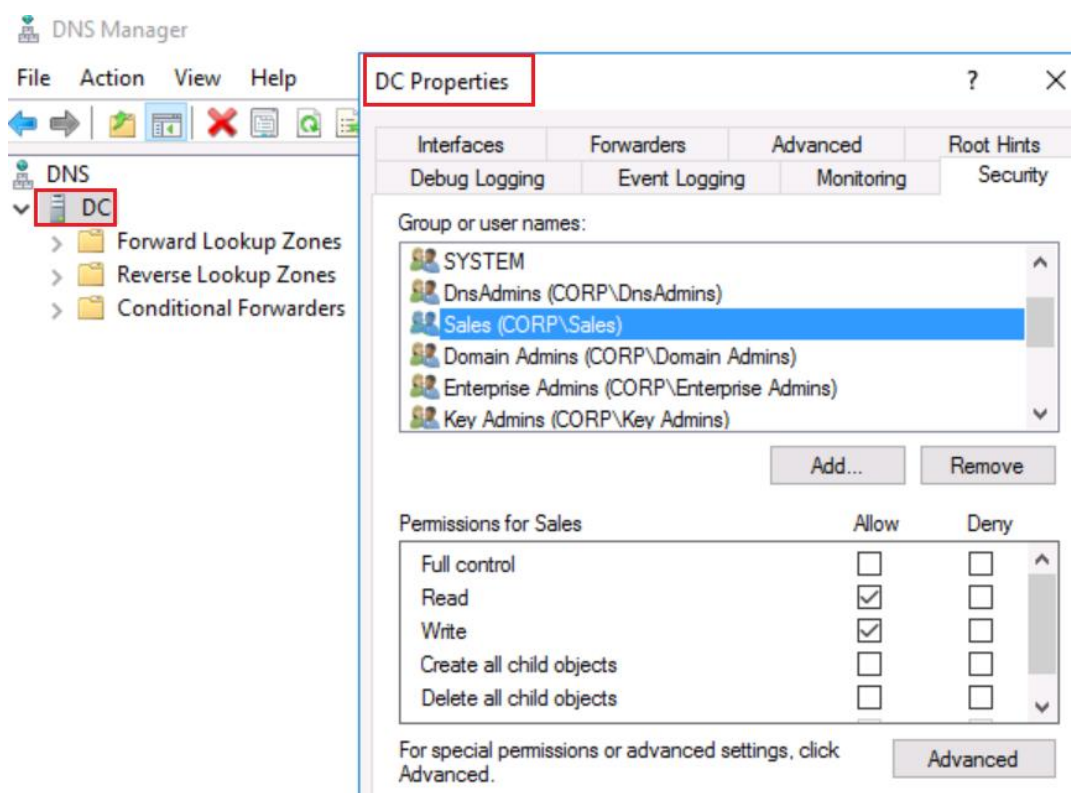 DNS Manager
File Action View Help
DNS
DC
Forward Lookup Zones
Reverse Lookup Zones
Conditional Forwarders
DC Properties ? X
Interfaces Forwarders Advanced Root Hints
Debug Logging Event Logging Monitoring Security
Group or user names:
SYSTEM
DnsAdmins (CORP\DnsAdmins)
Sales (CORP\Sales)
Domain Admins (CORP\Domain Admins)
Enterprise Admins (CORP\Enterprise Admins)
Key Admins (CORP\Key Admins)
Add... Remove
Permissions for Sales Allow Deny
Full control
Read
Write
Create all child objects
Delete all child objects
For special permissions or advanced settings, click
Advanced.
Advanced